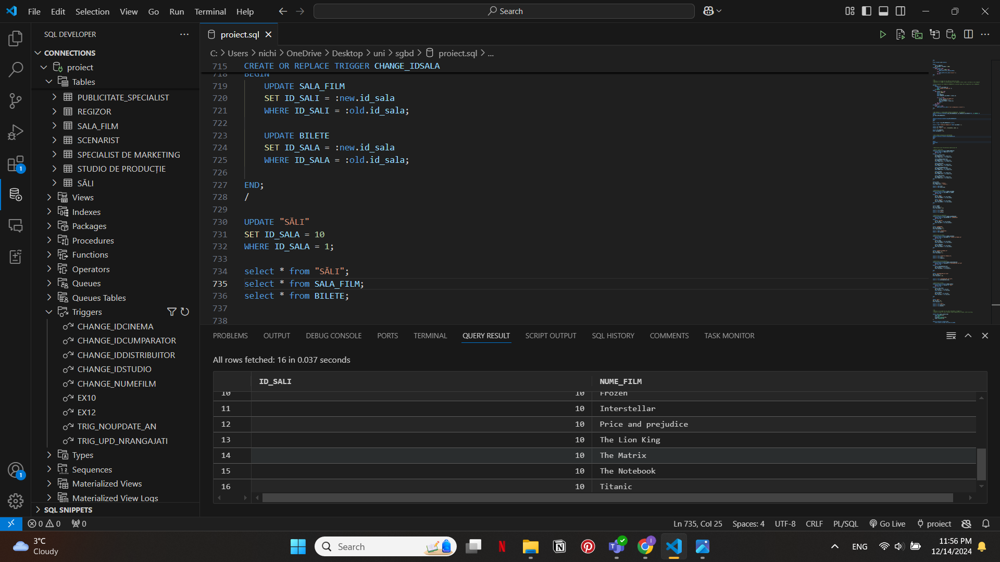 File Edit Selection View Go Run Terminal Help
Search
SQL DEVELOPER
CONNECTIONS
proiect
Tables
PUBLICITATE_SPECIALIST
REGIZOR
SALA_FILM
SCENARIST
SPECIALIST DE MARKETING
STUDIO DE PRODUCȚIE
SĂLI
Views
Indexes
Packages
Procedures
Functions
Operators
Queues
Queues Tables
Triggers
CHANGE_IDCINEMA
CHANGE_IDCUMPARATOR
CHANGE_IDDISTRIBUITOR
CHANGE_IDSTUDIO
CHANGE_NUMEFILM
EX10
EX12
TRIG_NOUPDATE_AN
TRIG_UPD_NRANGAJATI
Types
Sequences
Materialized Views
Materialized View Logs
SQL SNIPPETS
1
1
proiect.sql
C: > Users > nichi > OneDrive > Desktop > uni > sgbd > proiect.sql > ...
715 CREATE OR REPLACE TRIGGER CHANGE_IDSALA
718 BEGIN
719 UPDATE SALA_FILM
720 SET ID_SALI = :new.id_sala
721 WHERE ID_SALI = :old.id_sala;
722
723 UPDATE BILETE
724 SET ID_SALA = :new.id_sala
725 WHERE ID_SALA = :old.id_sala;
726
727 END;
728 /
729
730 UPDATE "SĂLI"
731 SET ID_SALA = 10
732 WHERE ID_SALA = 1;
733
734 select * from "SĂLI";
735 select * from SALA_FILM;
736 select * from BILETE;
737
738
PROBLEMS OUTPUT DEBUG CONSOLE PORTS TERMINAL QUERY RESULT SCRIPT OUTPUT SQL HISTORY COMMENTS TASK MONITOR
All rows fetched: 16 in 0.037 seconds
ID_SALI NUME_FILM
10 10 Frozen
11 10 Interstellar
12 10 Price and prejudice
13 10 The Lion King
14 10 The Matrix
15 10 The Notebook
16 10 Titanic
0 0 0
Ln 735, Col 25 Spaces: 4 UTF-8 CRLF PL/SQL Go Live proiect
3°C
Cloudy
Search
ENG
11:56 PM
12/14/2024